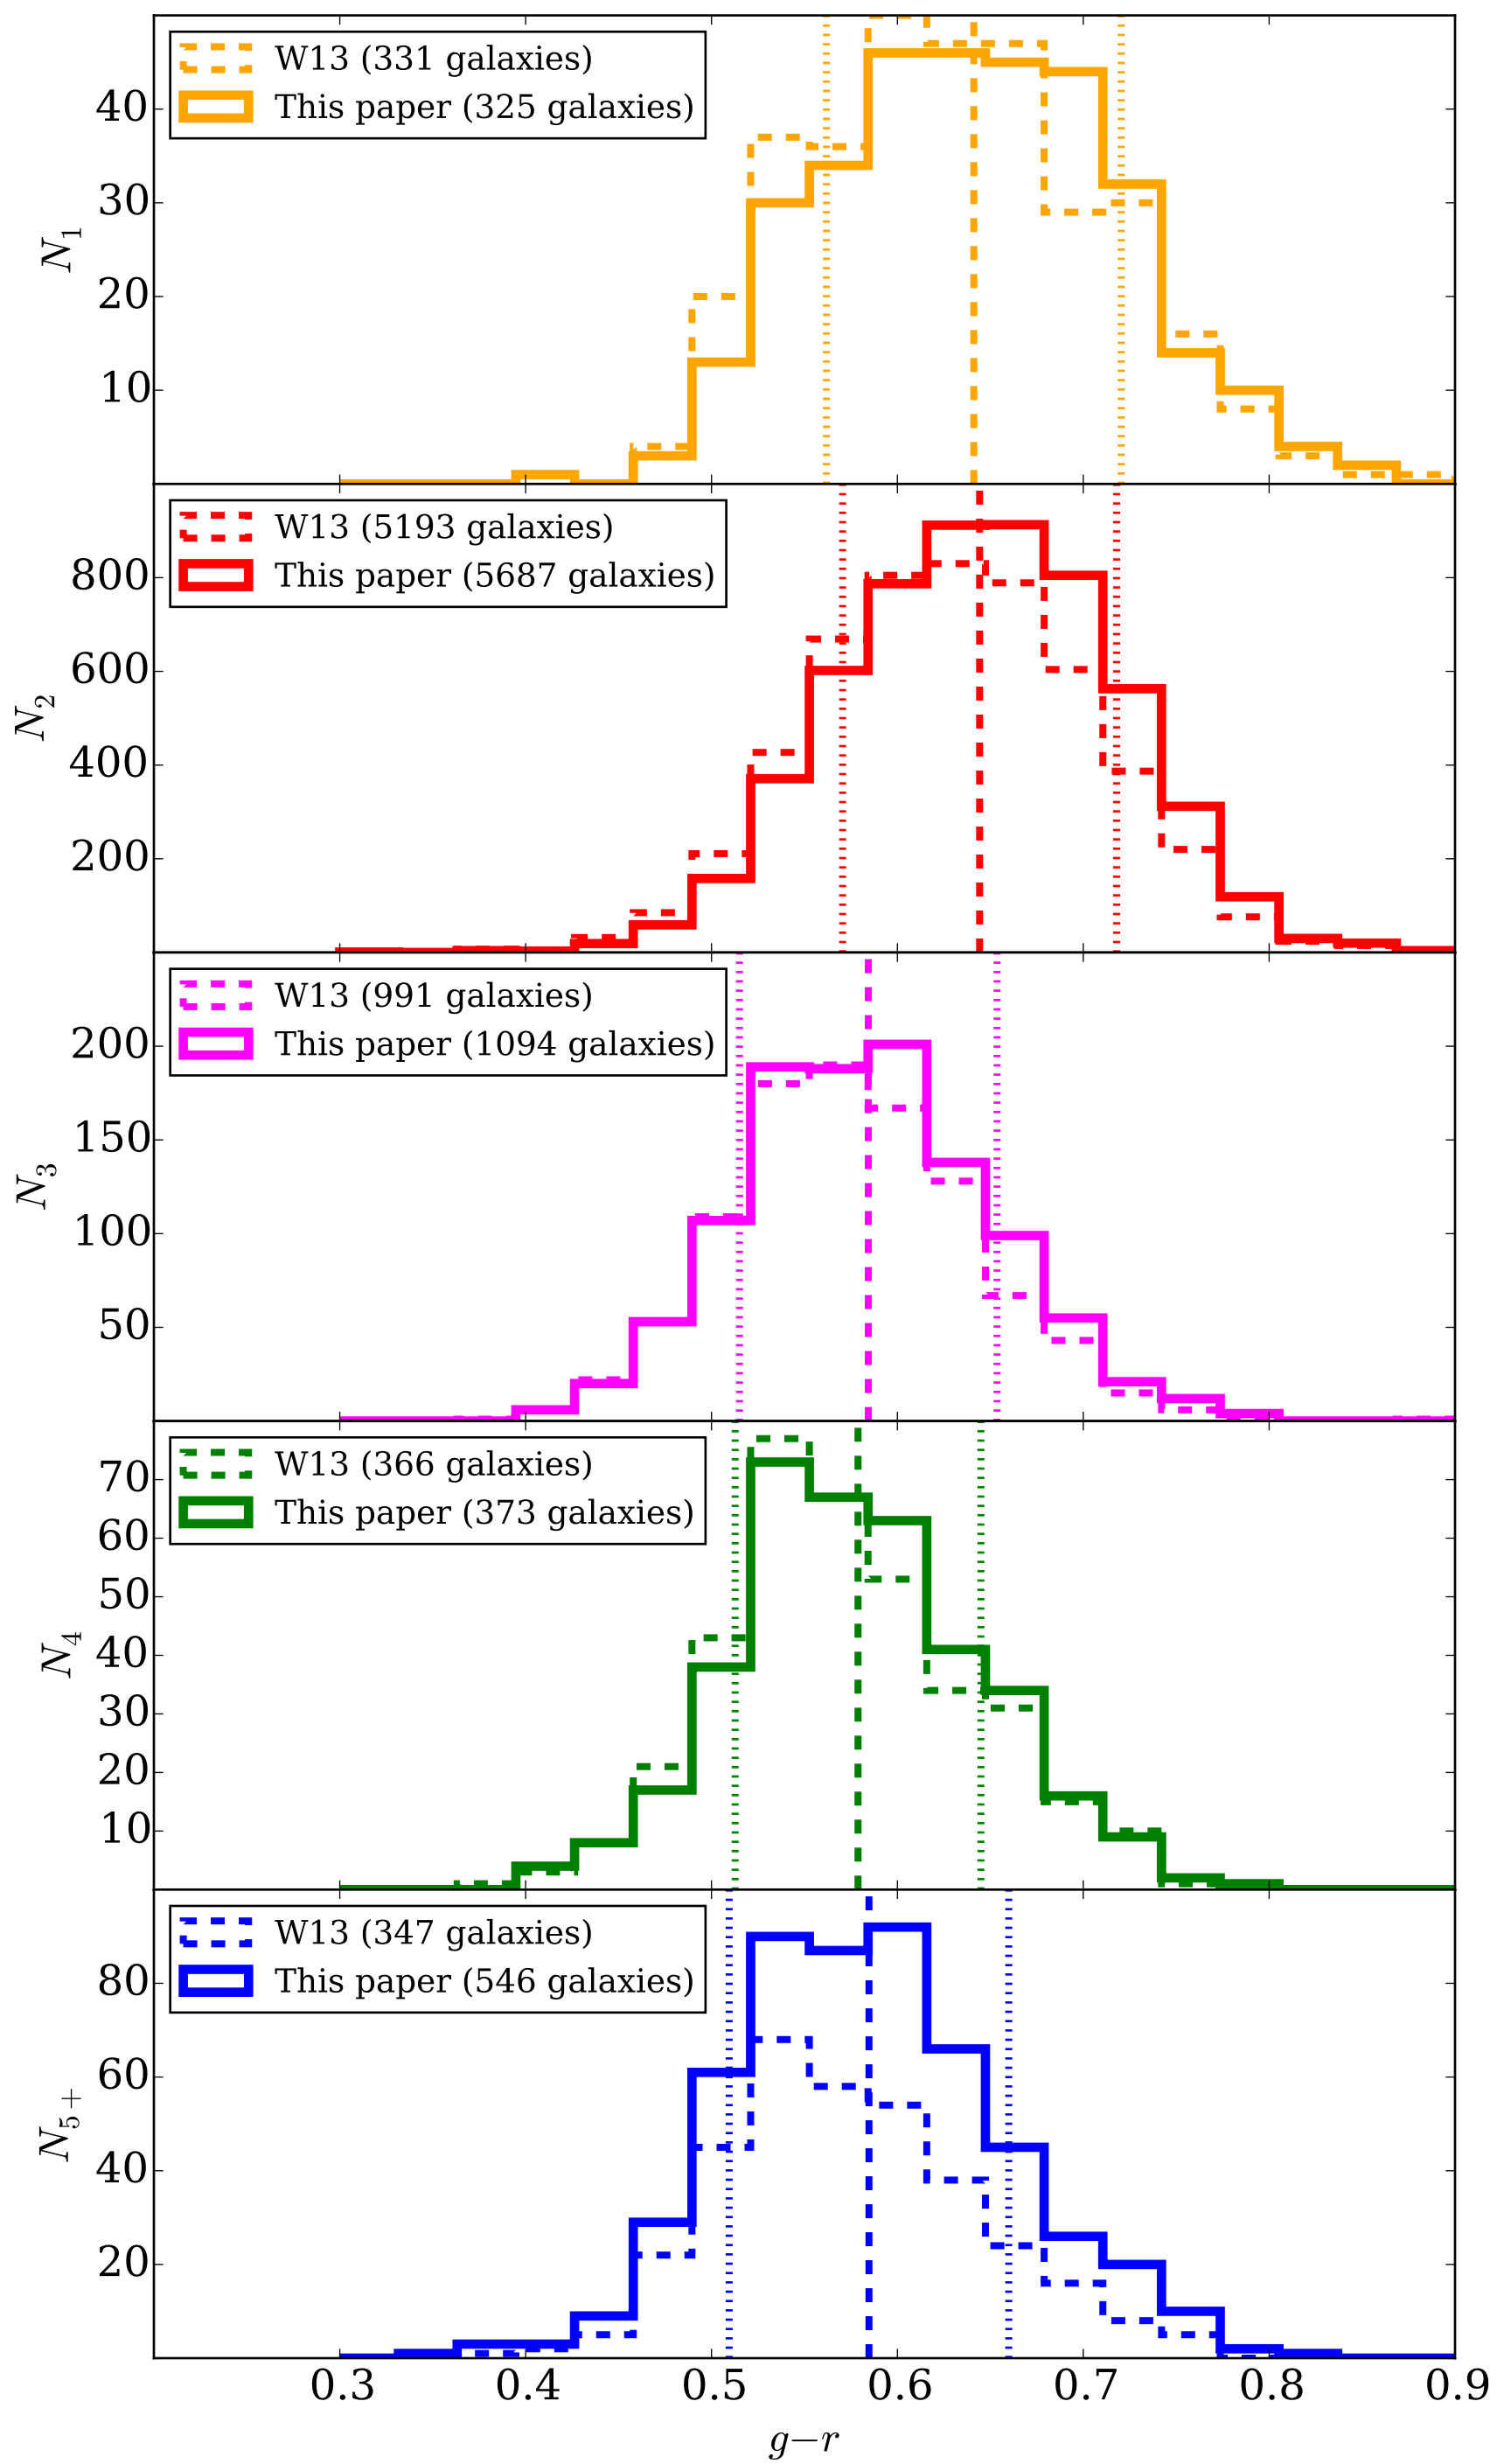 W13 (331 galaxies)
This paper (325 galaxies)
40
30
20
10
N1
W13 (5193 galaxies)
This paper (5687 galaxies)
800
600
400
200
N2
W13 (991 galaxies)
This paper (1094 galaxies)
200
150
100
50
N3
W13 (366 galaxies)
This paper (373 galaxies)
70
60
50
40
30
20
10
N4
W13 (347 galaxies)
This paper (546 galaxies)
80
60
40
20
N5+
0.3 0.4 0.5 0.6 0.7 0.8 0.9
g−r